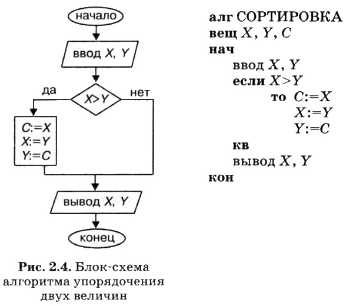 начало
ввод X, Y
да
X>Y
нет
C:=X
X:=Y
Y:=C
вывод X, Y
конец
Рис. 2.4. Блок-схема
алгоритма упорядочения
двух величин
алг СОРТИРОВКА
вещ X, Y, C
нач
ввод X, Y
если X>Y
то C:=X
X:=Y
Y:=C
кв
вывод X, Y
кон